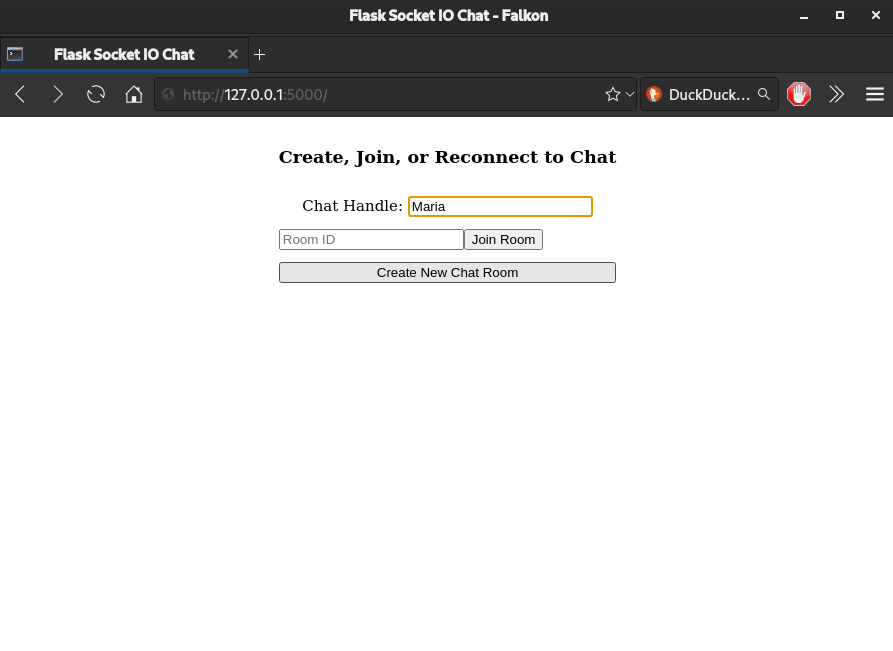 Flask Socket IO Chat - Falkon
Flask Socket IO Chat
http://127.0.0.1:5000/ DuckDuck...
Create, Join, or Reconnect to Chat
Chat Handle: Maria
Room ID Join Room
Create New Chat Room